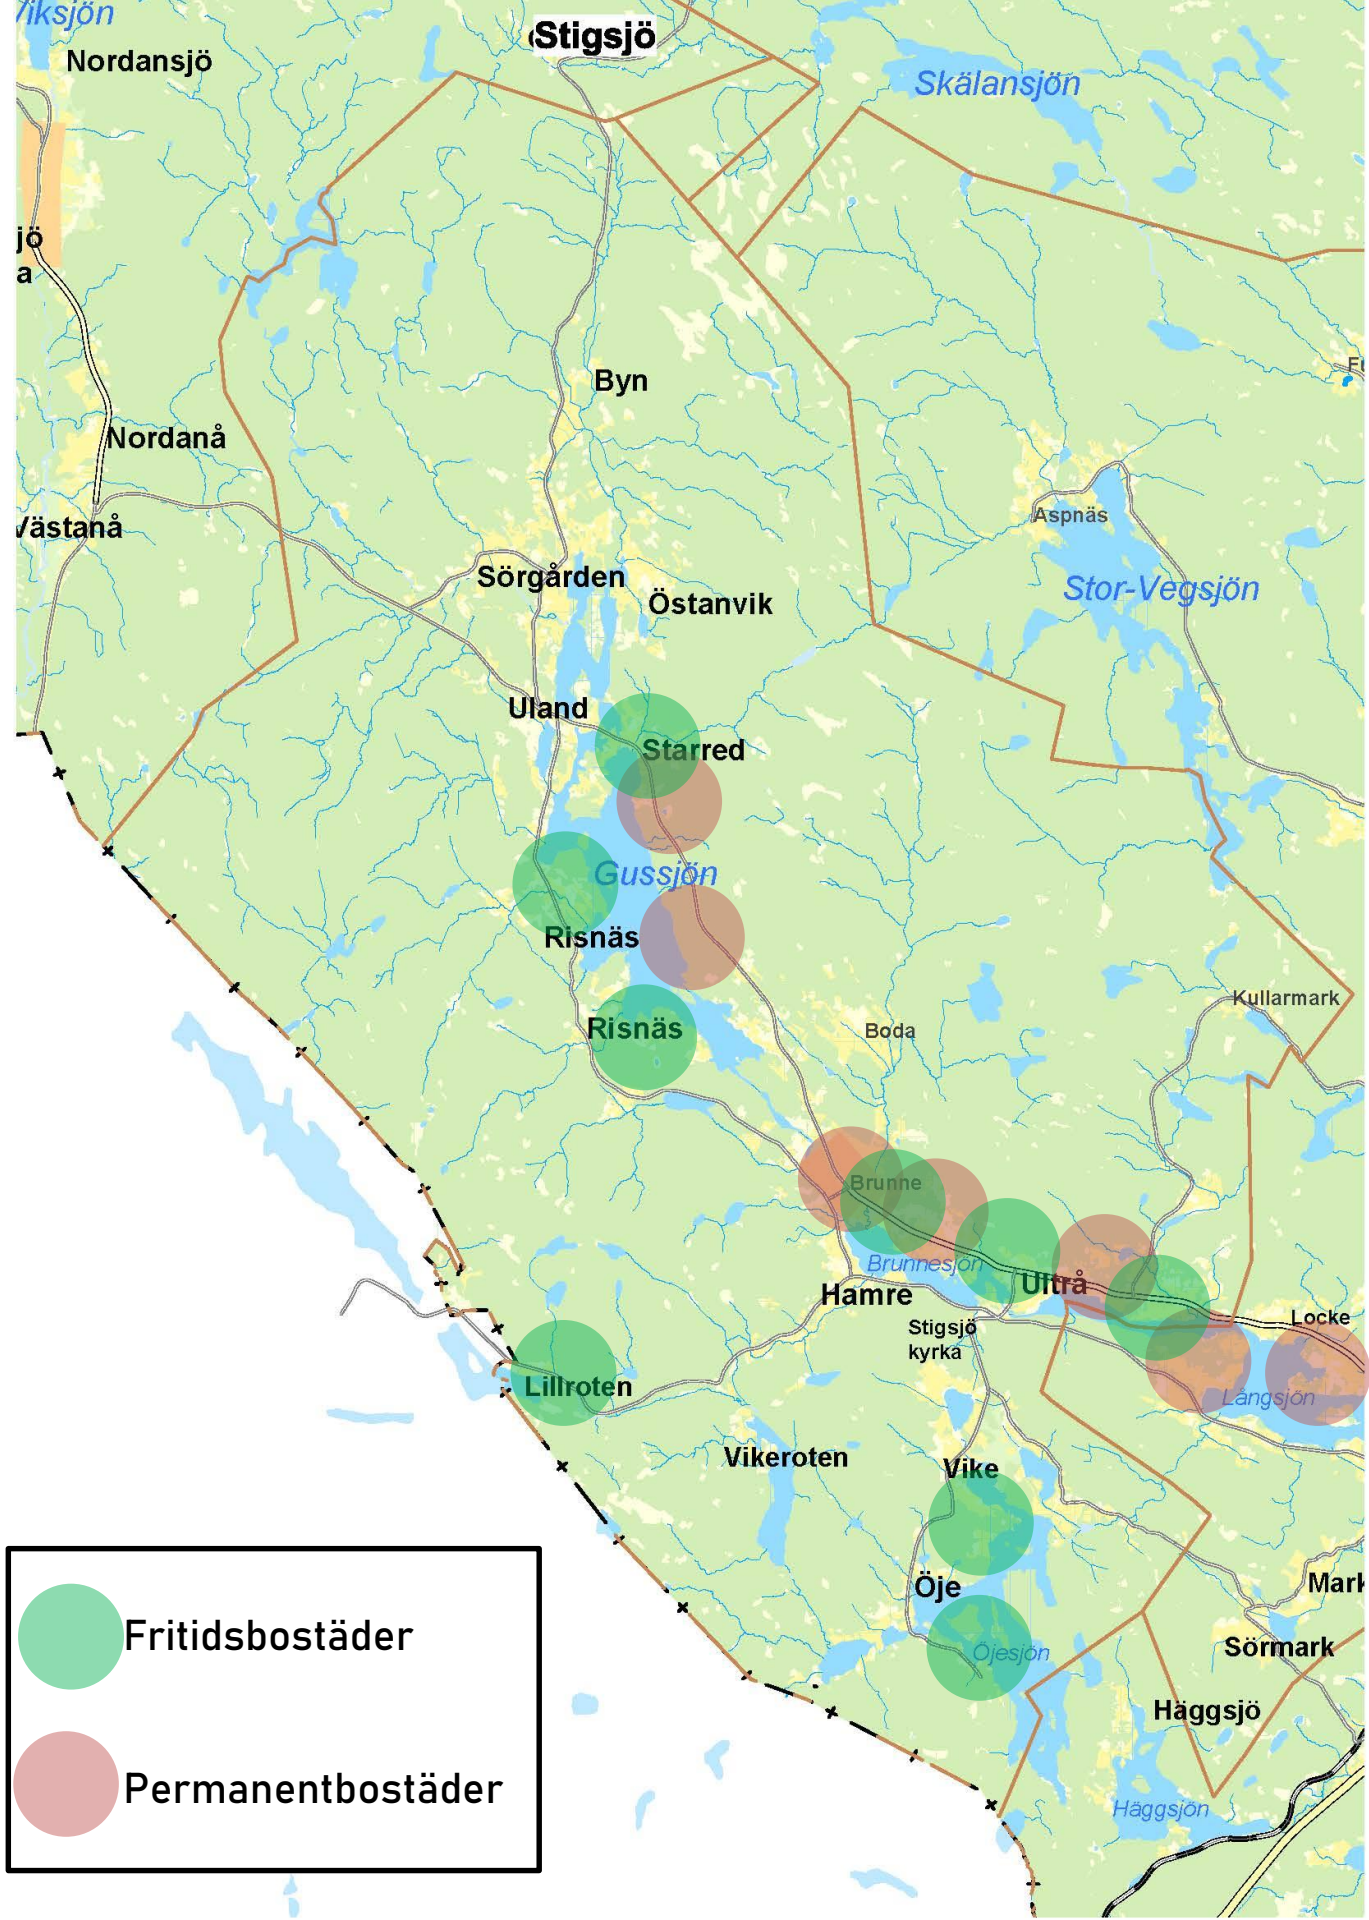 Viksjön
Stigsjö
Nordansjö
Skälansjön
jö
a
Byn
Nordanå
Västanå
Aspnäs
Sörgården
Stor-Vegsjön
Östanvik
Uland
Starred
Gussjön
Risnäs
Kullarmark
Risnäs
Boda
Brunne
Brunnesjön
Ultrå
Hamre
Locke
Stigsjö
kyrka
Lillroten
Långsjön
Vikeroten
Vike
Öje
Mark
Sörmark
Öjesjön
Häggsjö
Häggsjön
Fritidsbostäder
Permanentbostäder